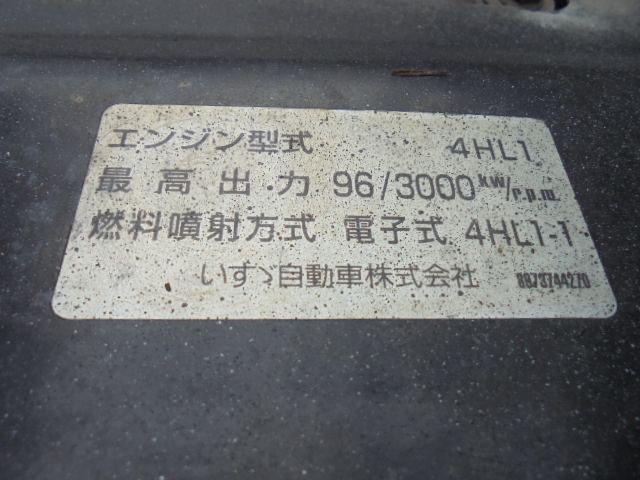 エンジン型式 4HL1
最高出力 96/3000 kW/r.p.m.
燃料噴射方式 電子式 4HL1-1
いすゞ自動車株式会社 8973744270